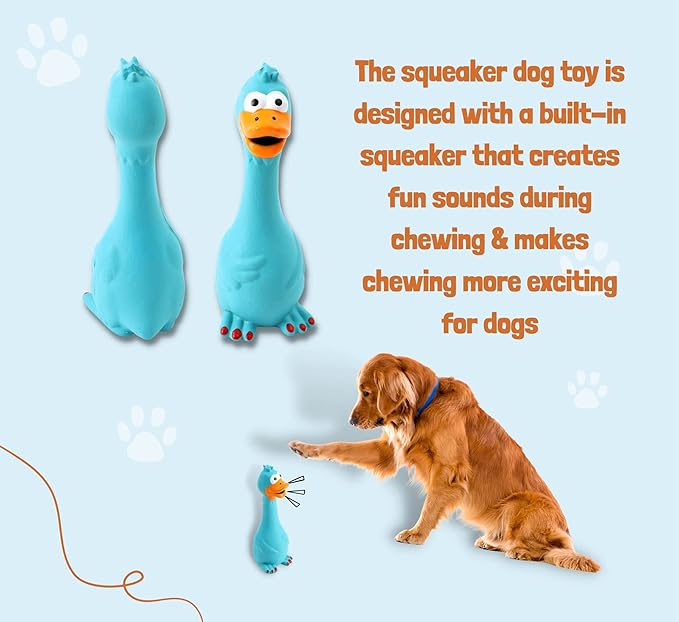 The squeaker dog toy is
designed with a built-in
squeaker that creates
fun sounds during
chewing & makes
chewing more exciting
for dogs